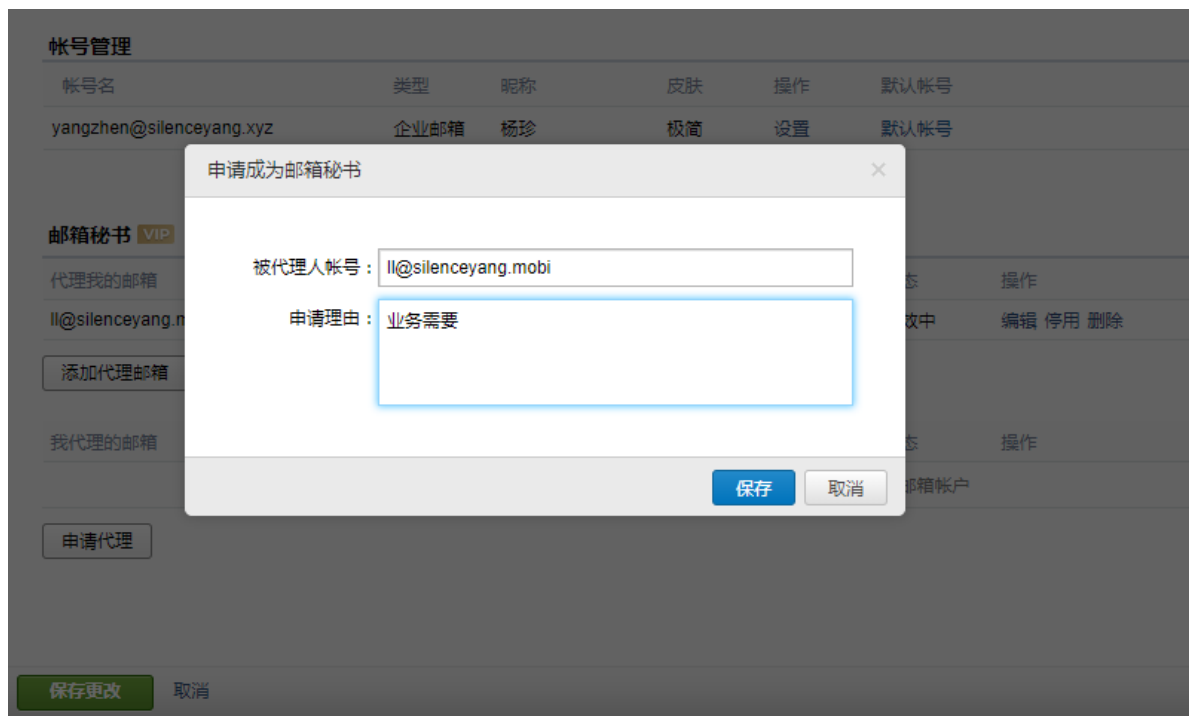 帐号管理
帐号名 类型 昵称 皮肤 操作 默认帐号
yangzhen@silenceyang.xyz 企业邮箱 杨珍 极简 设置 默认帐号
申请成为邮箱秘书
邮箱秘书 VIP
被代理人帐号： ll@silenceyang.mobi
代理我的邮箱 操作
ll@silenceyang.m 效中 编辑 停用 删除
申请理由： 业务需要
添加代理邮箱
我代理的邮箱 操作
保存 取消
邮箱帐户
申请代理
保存更改 取消